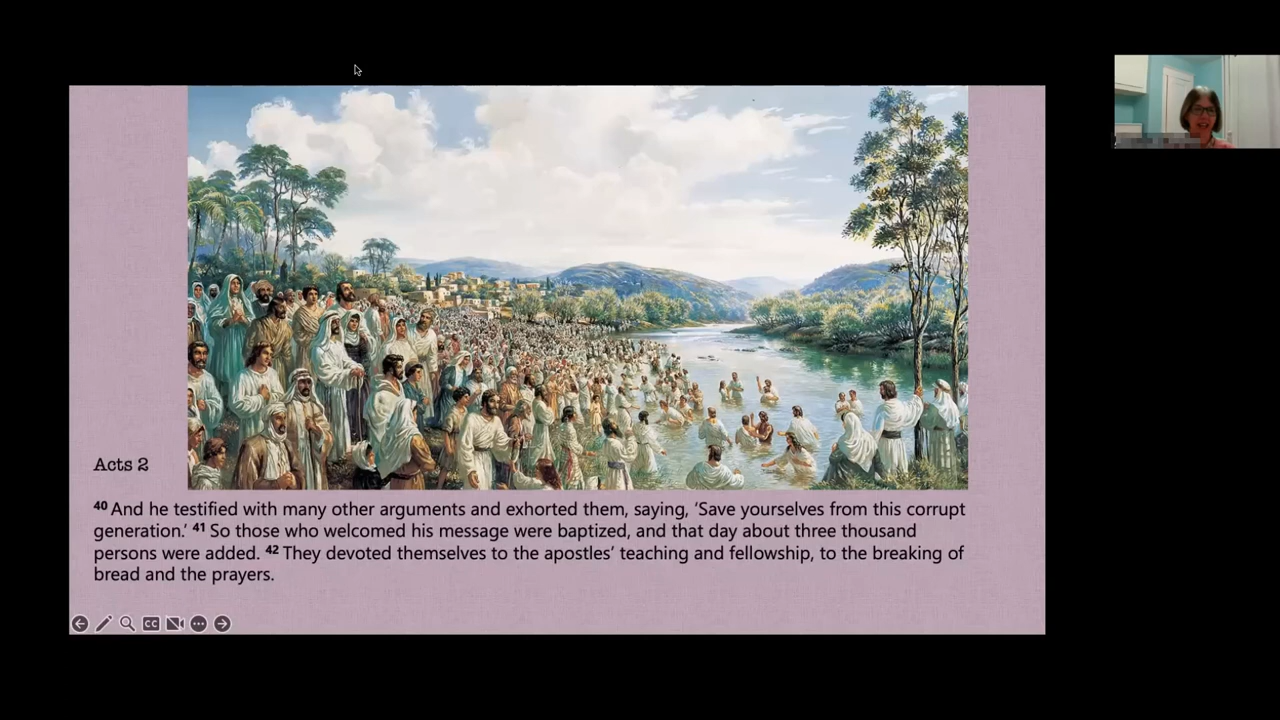 Acts 2
40 And he testified with many other arguments and exhorted them, saying, ‘Save yourselves from this corrupt
generation.’ 41 So those who welcomed his message were baptized, and that day about three thousand
persons were added. 42 They devoted themselves to the apostles’ teaching and fellowship, to the breaking of
bread and the prayers.
CC